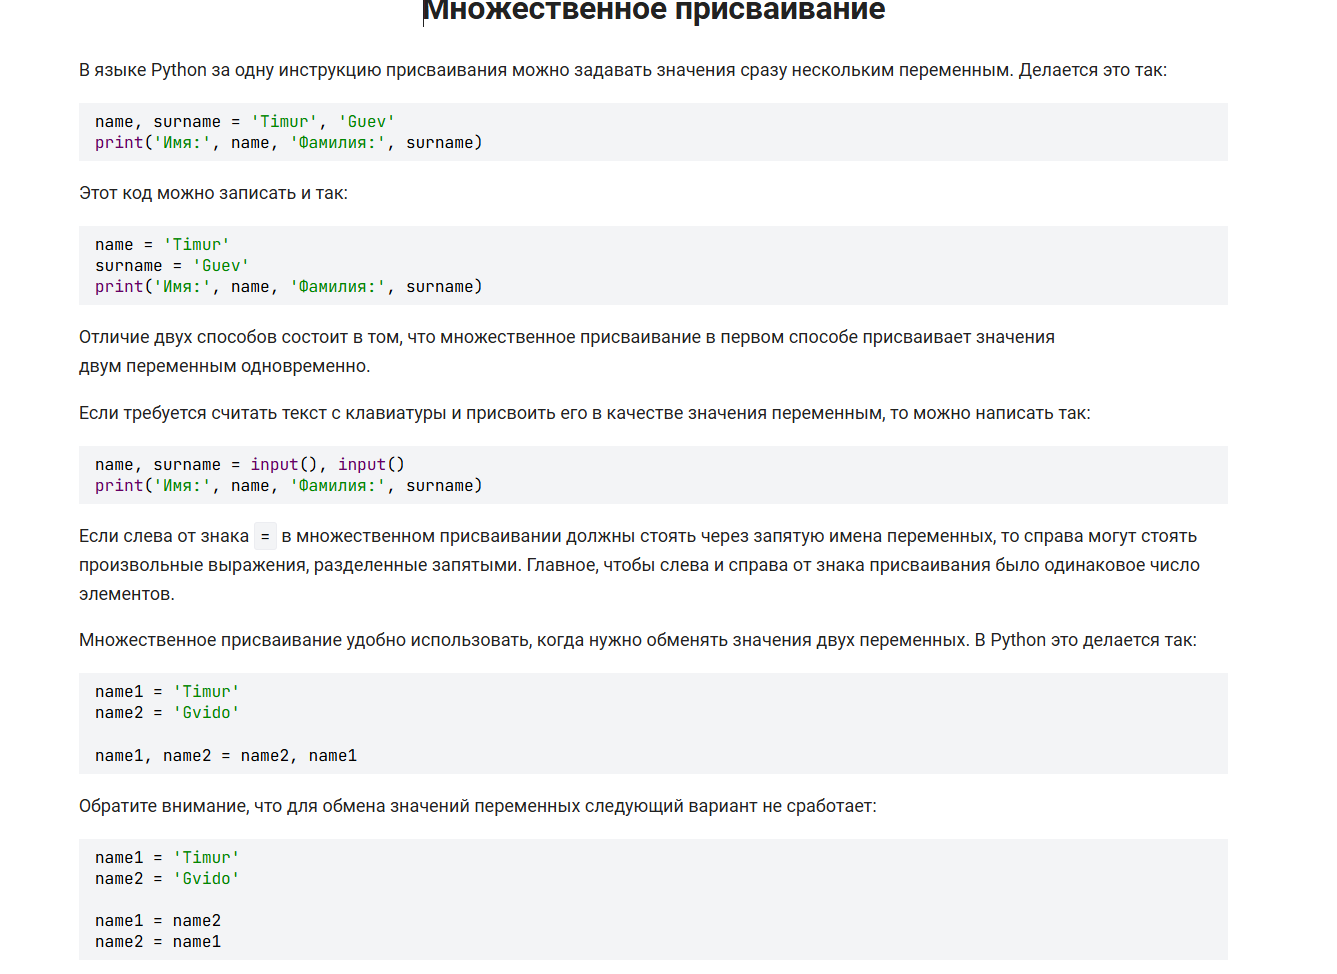 Множественное присваивание
В языке Python за одну инструкцию присваивания можно задавать значения сразу нескольким переменным. Делается это так:
name, surname = 'Timur', 'Guev'
print('Имя:', name, 'Фамилия:', surname)
Этот код можно записать и так:
name = 'Timur'
surname = 'Guev'
print('Имя:', name, 'Фамилия:', surname)
Отличие двух способов состоит в том, что множественное присваивание в первом способе присваивает значения
двум переменным одновременно.
Если требуется считать текст с клавиатуры и присвоить его в качестве значения переменным, то можно написать так:
name, surname = input(), input()
print('Имя:', name, 'Фамилия:', surname)
Если слева от знака = в множественном присваивании должны стоять через запятую имена переменных, то справа могут стоять
произвольные выражения, разделенные запятыми. Главное, чтобы слева и справа от знака присваивания было одинаковое число
элементов.
Множественное присваивание удобно использовать, когда нужно обменять значения двух переменных. В Python это делается так:
name1 = 'Timur'
name2 = 'Gvido'
name1, name2 = name2, name1
Обратите внимание, что для обмена значений переменных следующий вариант не сработает:
name1 = 'Timur'
name2 = 'Gvido'
name1 = name2
name2 = name1